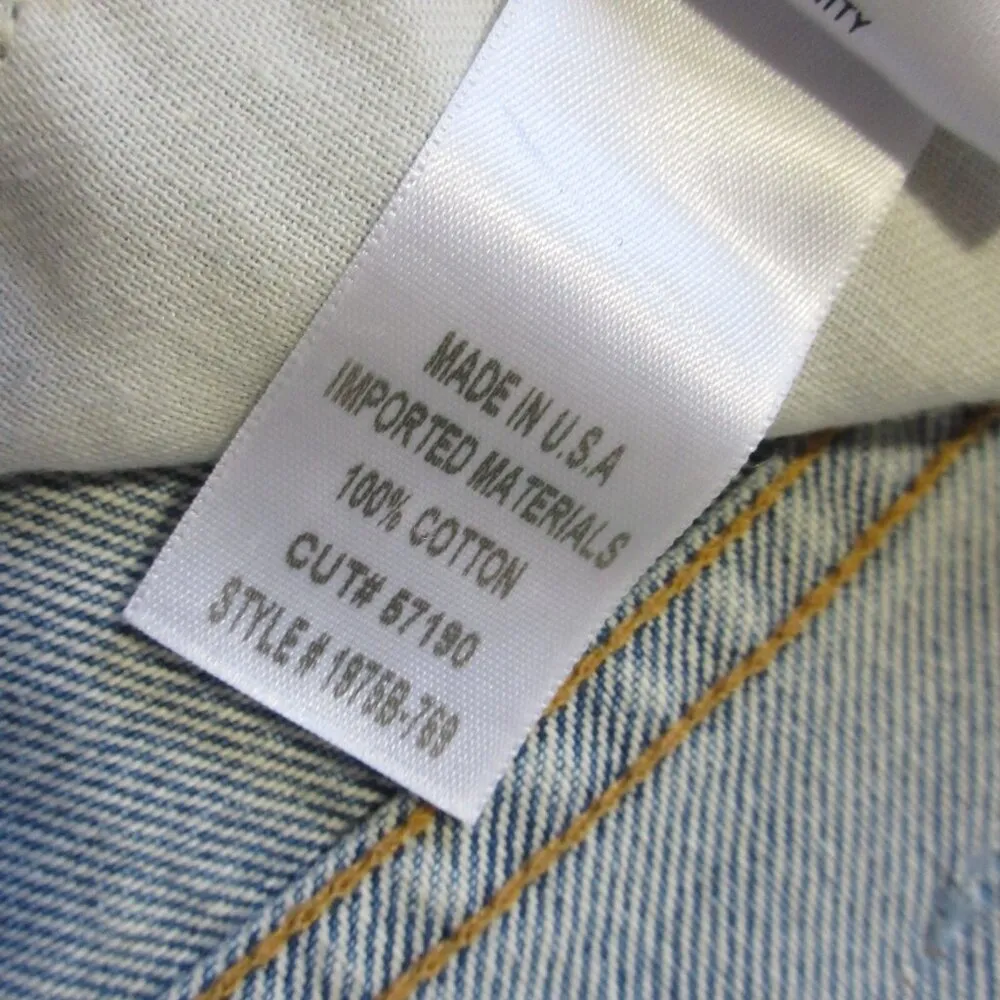 MADE IN U.S.A
IMPORTED MATERIALS
100% COTTON
CUT# 57190
STYLE # 1975B-769